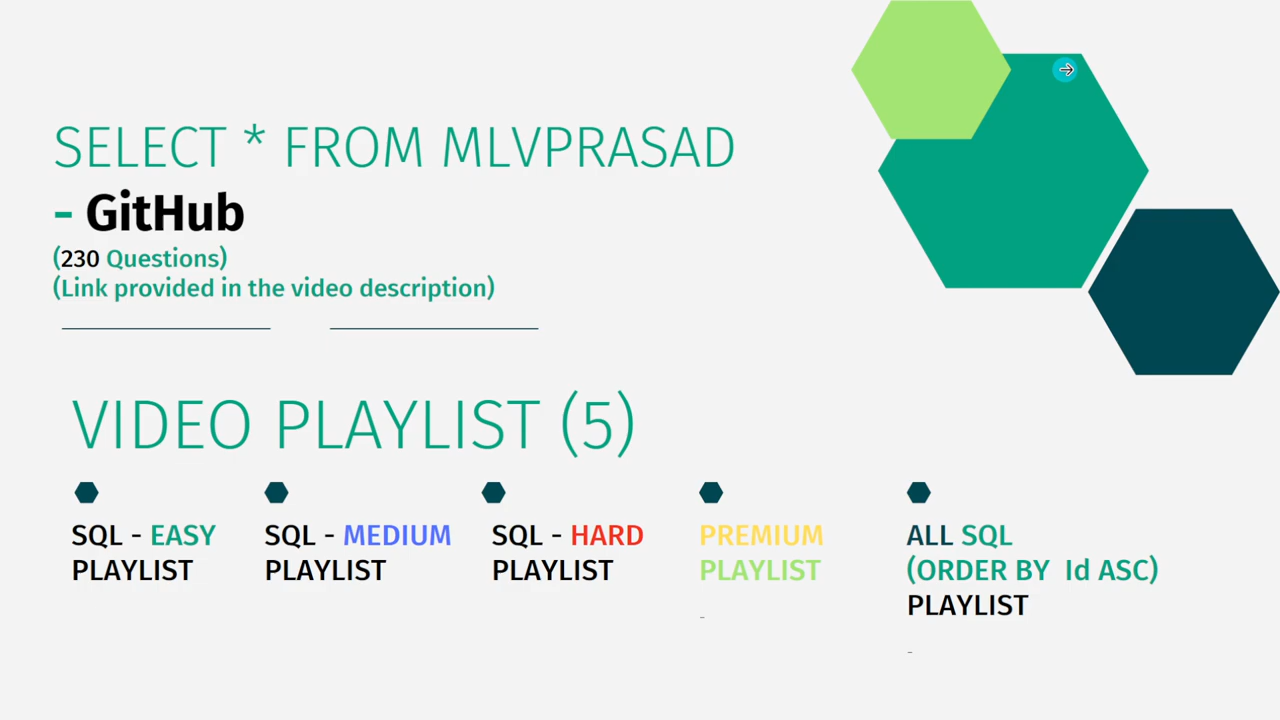 SELECT * FROM MLVPRASAD
- GitHub
(230 Questions)
(Link provided in the video description)
VIDEO PLAYLIST (5)
SQL - EASY
PLAYLIST
SQL - MEDIUM
PLAYLIST
SQL - HARD
PLAYLIST
PREMIUM
PLAYLIST
-
ALL SQL
(ORDER BY Id ASC)
PLAYLIST
-